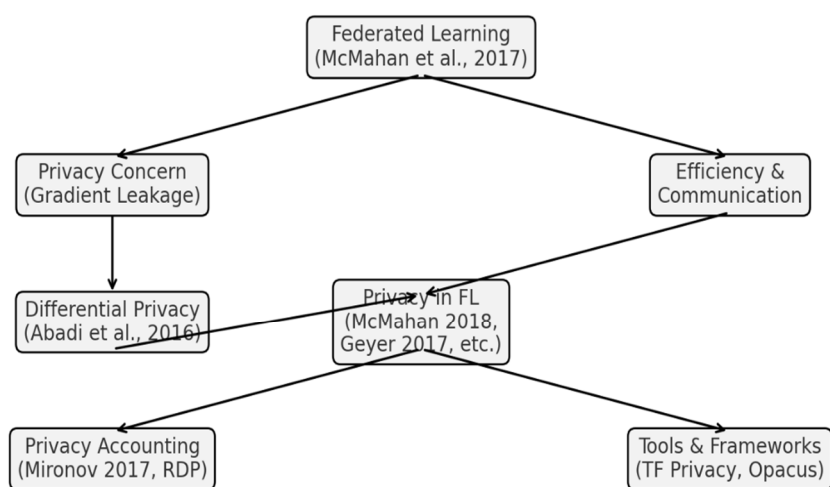 Federated Learning
(McMahan et al., 2017)
Privacy Concern
(Gradient Leakage)
Efficiency &
Communication
Differential Privacy
(Abadi et al., 2016)
Privacy in FL
(McMahan 2018,
Geyer 2017, etc.)
Privacy Accounting
(Mironov 2017, RDP)
Tools & Frameworks
(TF Privacy, Opacus)